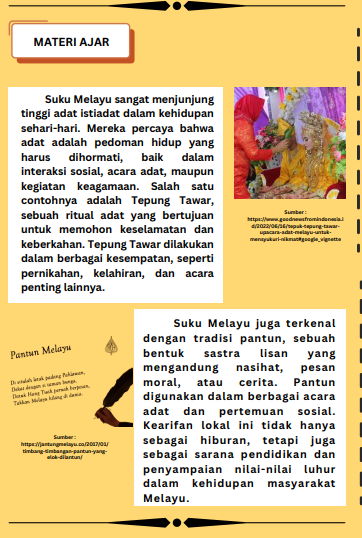 MATERI AJAR
Suku Melayu sangat menjunjung
tinggi adat istiadat dalam kehidupan
sehari-hari. Mereka percaya bahwa
adat adalah pedoman hidup yang
harus dihormati, baik dalam
interaksi sosial, acara adat, maupun
kegiatan keagamaan. Salah satu
contohnya adalah Tepung Tawar,
sebuah ritual adat yang bertujuan
untuk memohon keselamatan dan
keberkahan. Tepung Tawar dilakukan
dalam berbagai kesempatan, seperti
pernikahan, kelahiran, dan acara
penting lainnya.
Sumber :
https://www.goodnewsfromindonesia.i
d/2022/06/16/tepuk-tepung-tawar-
upacara-adat-melayu-untuk-
mensyukuri-nikmat#google_vignette
Pantun Melayu
Di situlah letak padang Pahlawan,
Dekat dengan si taman bunga,
Datuk Hang Tuah pernah berpesan,
Takkan Melayu hilang di dunia.
Sumber :
https://jantungmelayu.co/2017/01/
timbang-timbangan-pantun-yang-
elok-dilantun/
Suku Melayu juga terkenal
dengan tradisi pantun, sebuah
bentuk sastra lisan yang
mengandung nasihat, pesan
moral, atau cerita. Pantun
digunakan dalam berbagai acara
adat dan pertemuan sosial.
Kearifan lokal ini tidak hanya
sebagai hiburan, tetapi juga
sebagai sarana pendidikan dan
penyampaian nilai-nilai luhur
dalam kehidupan masyarakat
Melayu.